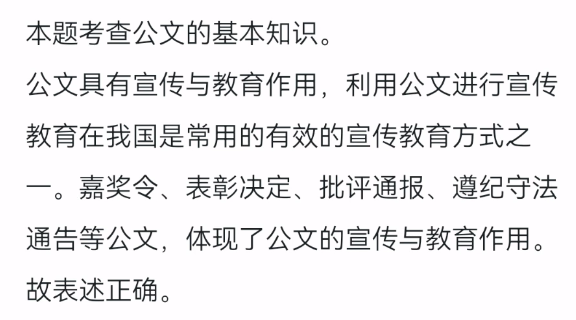 本题考查公文的基本知识。
公文具有宣传与教育作用，利用公文进行宣传
教育在我国是常用的有效的宣传教育方式之
一。嘉奖令、表彰决定、批评通报、遵纪守法
通告等公文，体现了公文的宣传与教育作用。
故表述正确。